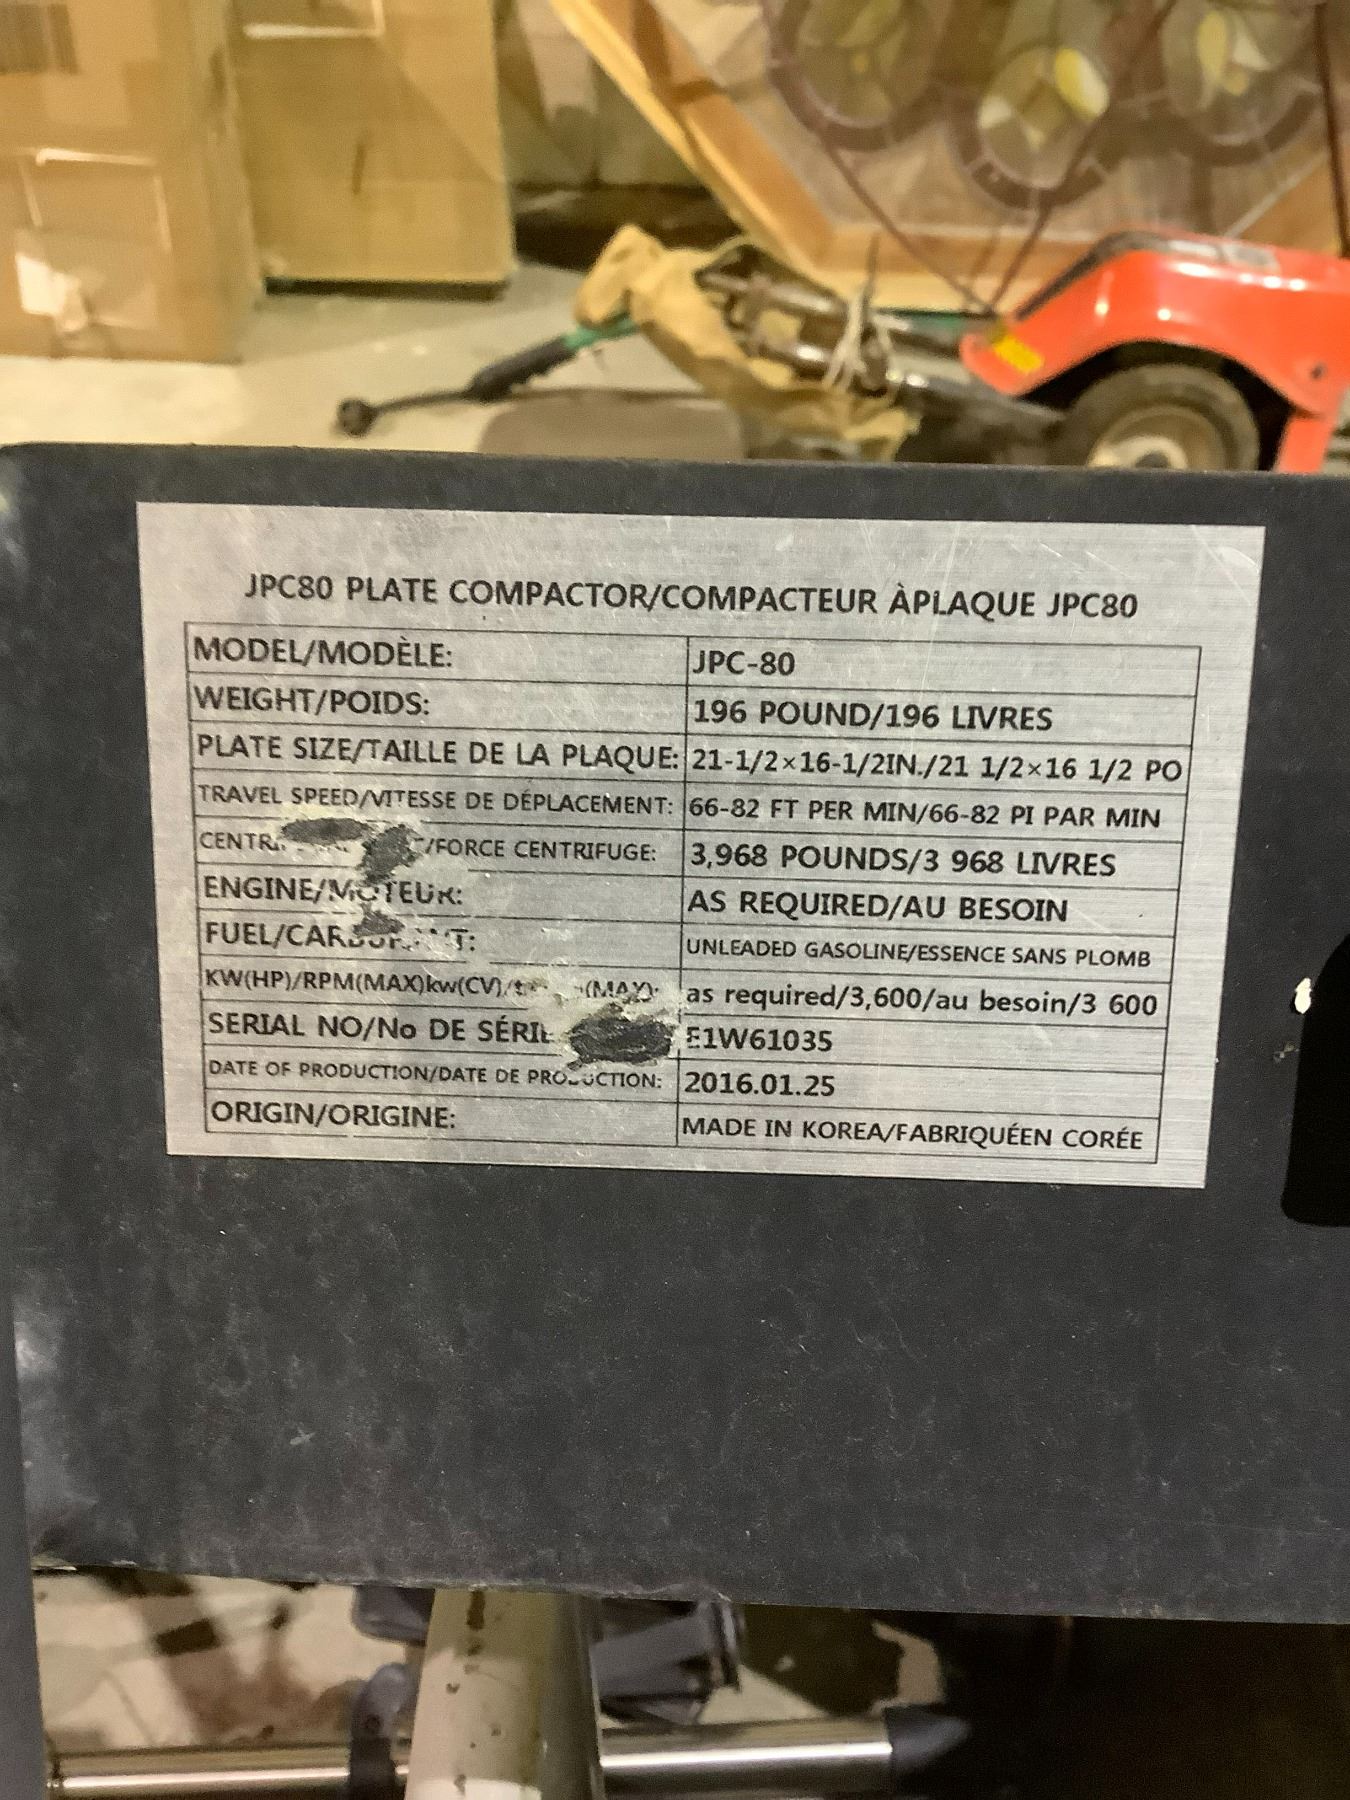 JPC80 PLATE COMPACTOR/COMPACTEUR ÀPLAQUE JPC80
MODEL/MODÈLE: JPC-80
WEIGHT/POIDS: 196 POUND/196 LIVRES
PLATE SIZE/TAILLE DE LA PLAQUE: 21-1/2×16-1/2IN./21 1/2×16 1/2 PO
TRAVEL SPEED/VITESSE DE DÉPLACEMENT: 66-82 FT PER MIN/66-82 PI PAR MIN
/FORCE CENTRIFUGE: 3,968 POUNDS/3 968 LIVRES
ENGINE/MOTEUR: AS REQUIRED/AU BESOIN
FUEL/CARBURANT: UNLEADED GASOLINE/ESSENCE SANS PLOMB
KW(HP)/RPM(MAX)kw(CV)/ (MAX): as required/3,600/au besoin/3 600
SERIAL NO/No DE SÉRIE E1W61035
DATE OF PRODUCTION/DATE DE PRODUCTION: 2016.01.25
ORIGIN/ORIGINE: MADE IN KOREA/FABRIQUÉEN CORÉE